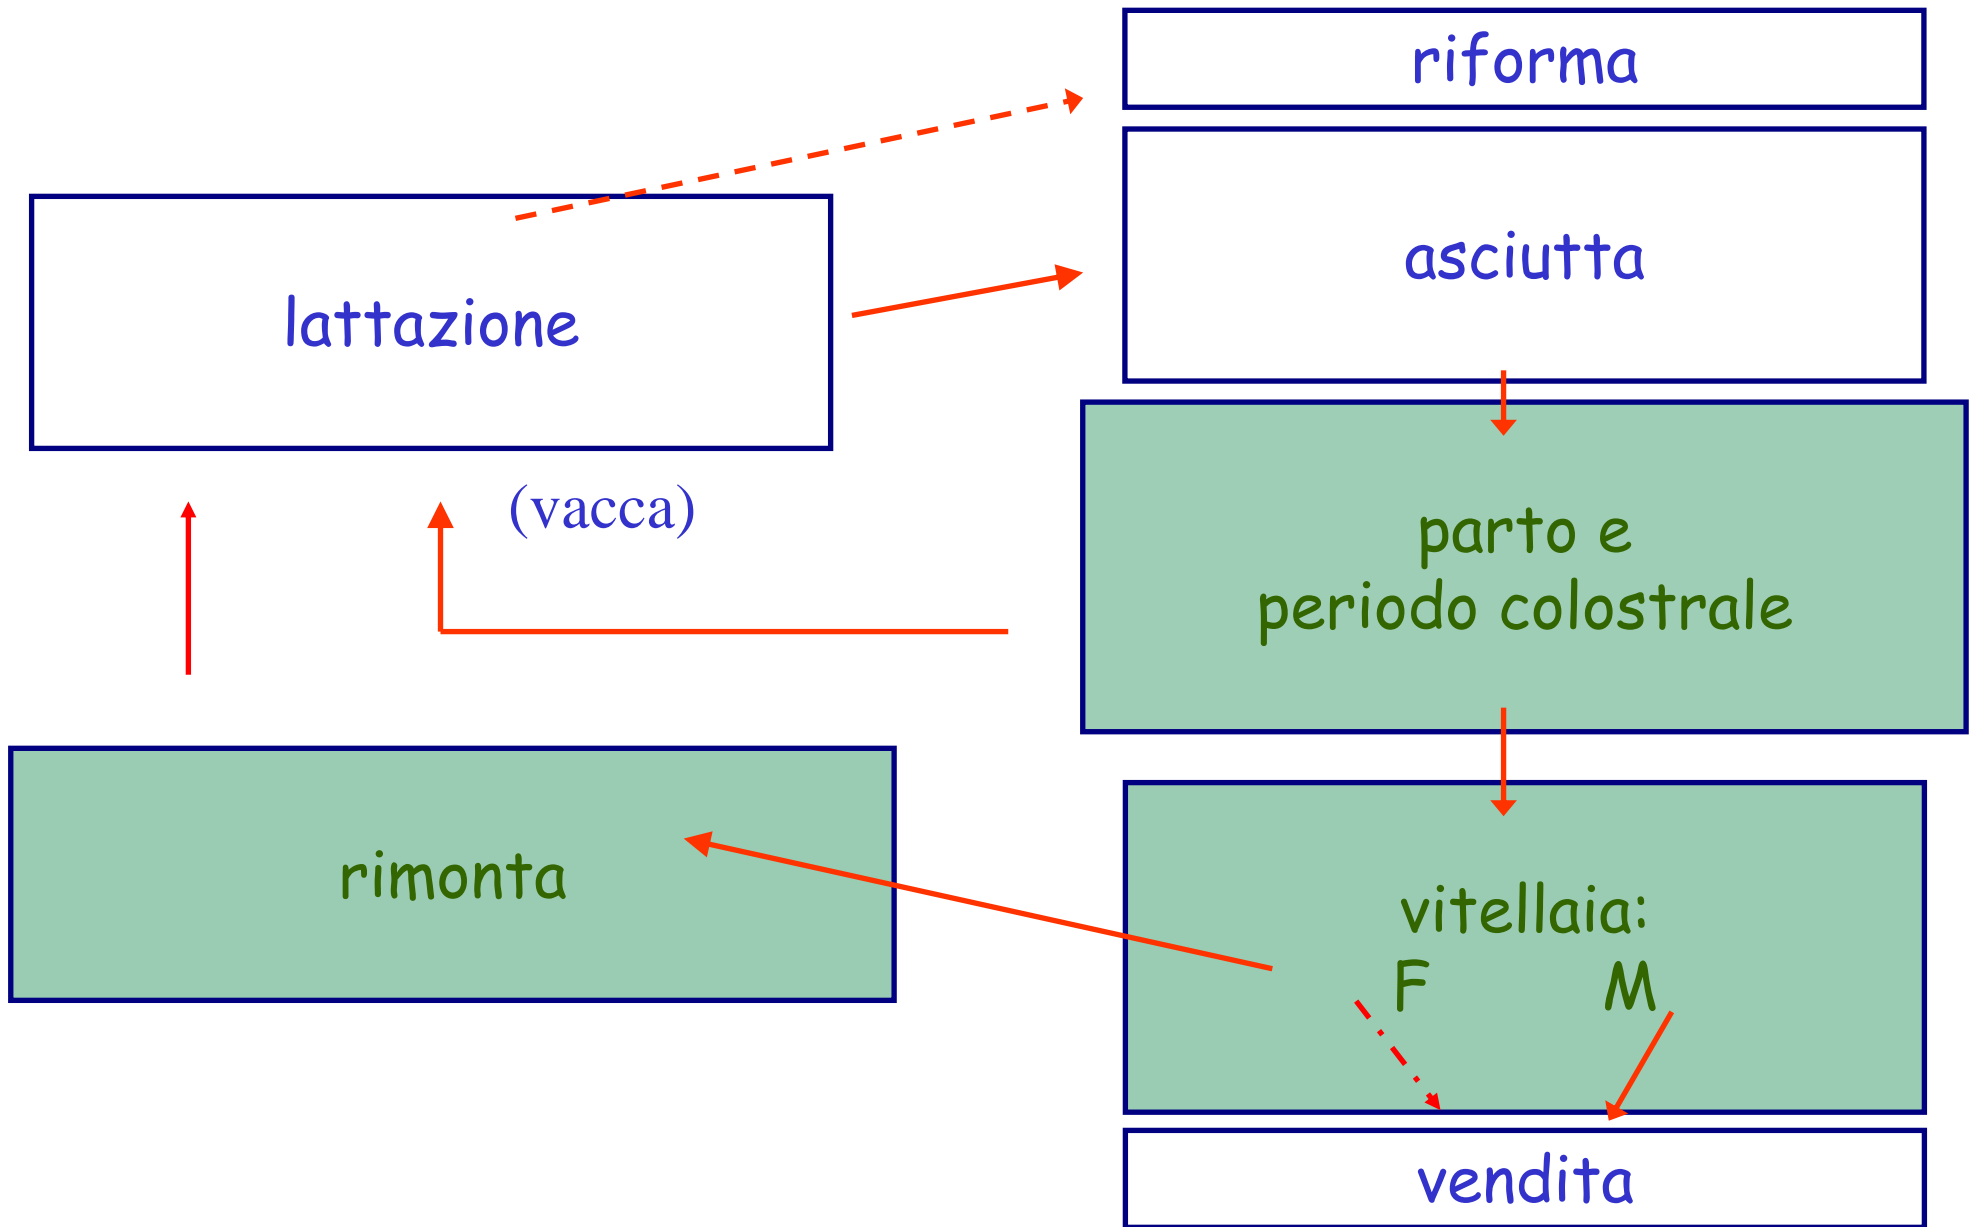 riforma
asciutta
lattazione
(vacca)
parto e
periodo colostrale
rimonta
vitellaia:
F M
vendita